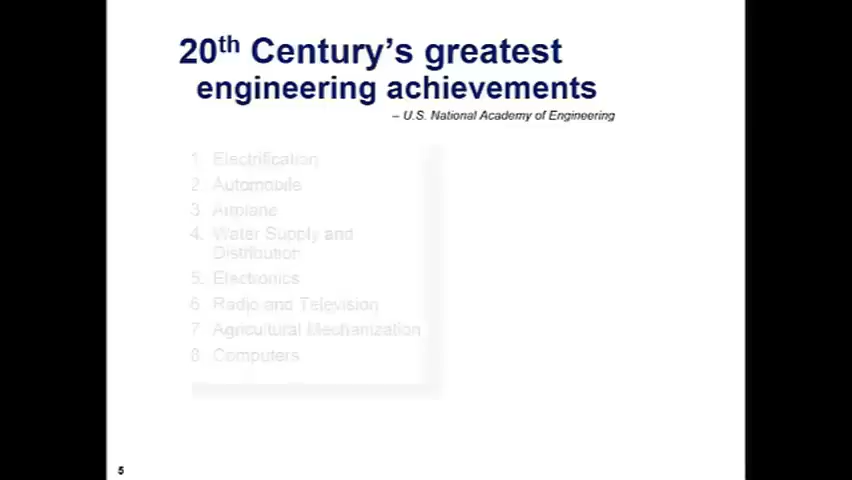 20th Century's greatest
engineering achievements
– U.S. National Academy of Engineering
1. Electrification
2. Automobile
3. Airplane
4. Water Supply and
Distribution
5. Electronics
6 Radio and Television
7 Agricultural Mechanization
8 Computers
5